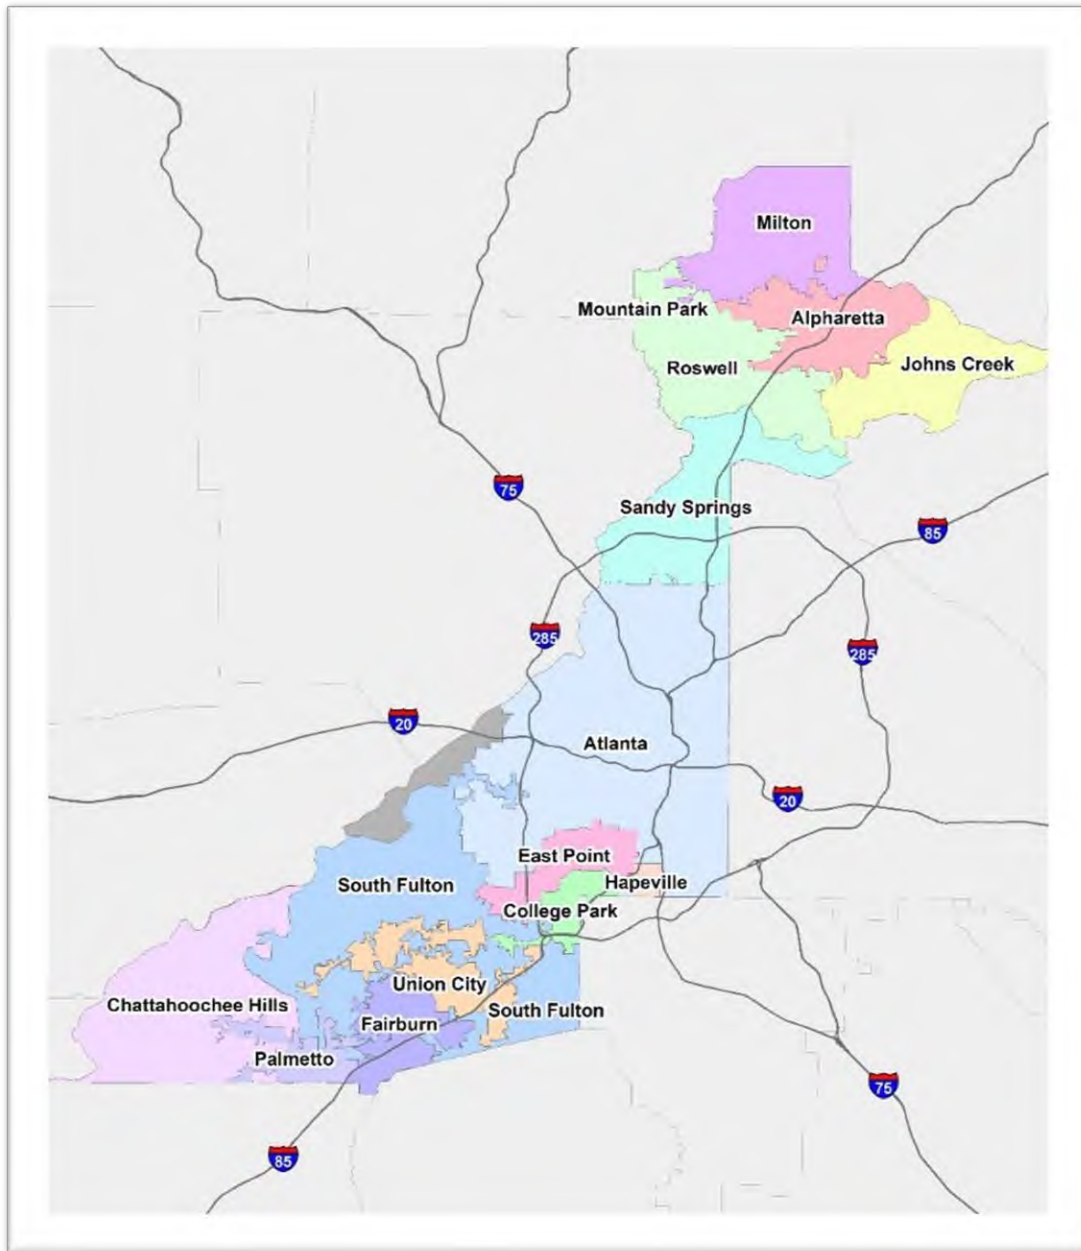 Milton
Mountain Park
Alpharetta
Johns Creek
Roswell
75
Sandy Springs
85
285
285
20
Atlanta
20
East Point
Hapeville
South Fulton
College Park
Union City
Chattahoochee Hills
South Fulton
Fairburn
Palmetto
75
85